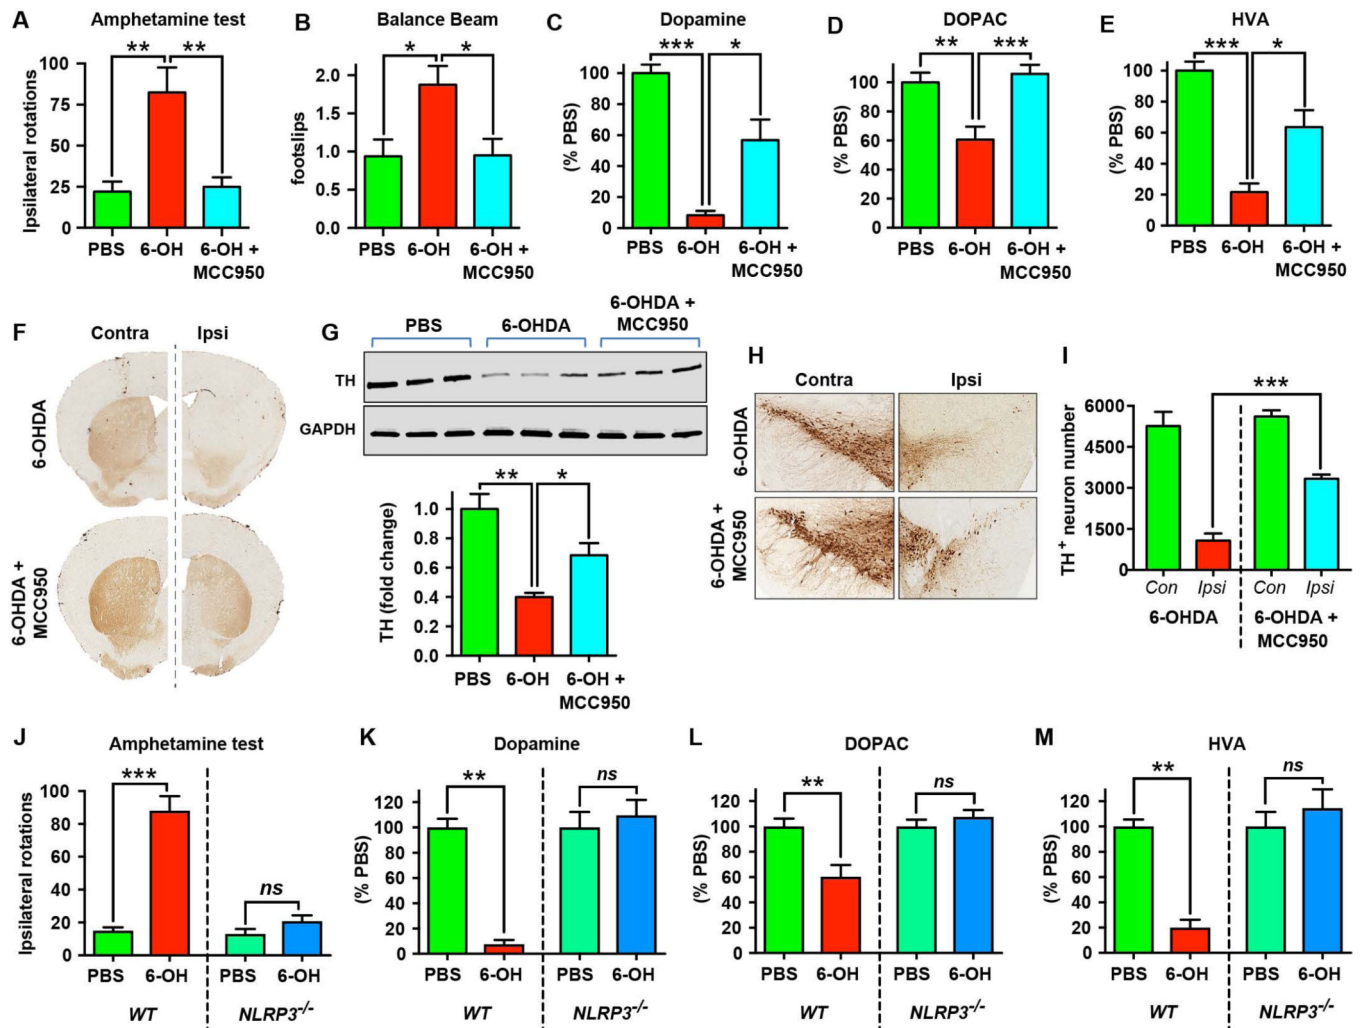 A Amphetamine test
Ipsilateral rotations
100
75
50
25
0
** **
PBS 6-OH 6-OH +
MCC950
B Balance Beam
footslips
2.0
1.5
1.0
0.5
0.0
* *
PBS 6-OH 6-OH +
MCC950
C Dopamine
(% PBS)
100
80
60
40
20
0
*** *
PBS 6-OH 6-OH +
MCC950
D DOPAC
(% PBS)
100
80
60
40
20
0
** ***
PBS 6-OH 6-OH +
MCC950
E HVA
(% PBS)
100
80
60
40
20
0
*** *
PBS 6-OH 6-OH +
MCC950
F
Contra Ipsi
6-OHDA
6-OHDA +
MCC950
G
PBS 6-OHDA 6-OHDA +
MCC950
TH
GAPDH
TH (fold change)
1.0
0.8
0.6
0.4
0.2
0.0
** *
PBS 6-OH 6-OH +
MCC950
H
Contra Ipsi
6-OHDA
6-OHDA +
MCC950
I
TH+ neuron number
6000
4500
3000
1500
0
***
Con Ipsi Con Ipsi
6-OHDA 6-OHDA +
MCC950
J Amphetamine test
Ipsilateral rotations
100
80
60
40
20
0
*** ns
PBS 6-OH PBS 6-OH
WT NLRP3-/-
K Dopamine
(% PBS)
120
100
80
60
40
20
0
** ns
PBS 6-OH PBS 6-OH
WT NLRP3-/-
L DOPAC
(% PBS)
120
100
80
60
40
20
0
** ns
PBS 6-OH PBS 6-OH
WT NLRP3-/-
M HVA
(% PBS)
120
100
80
60
40
20
0
** ns
PBS 6-OH PBS 6-OH
WT NLRP3-/-